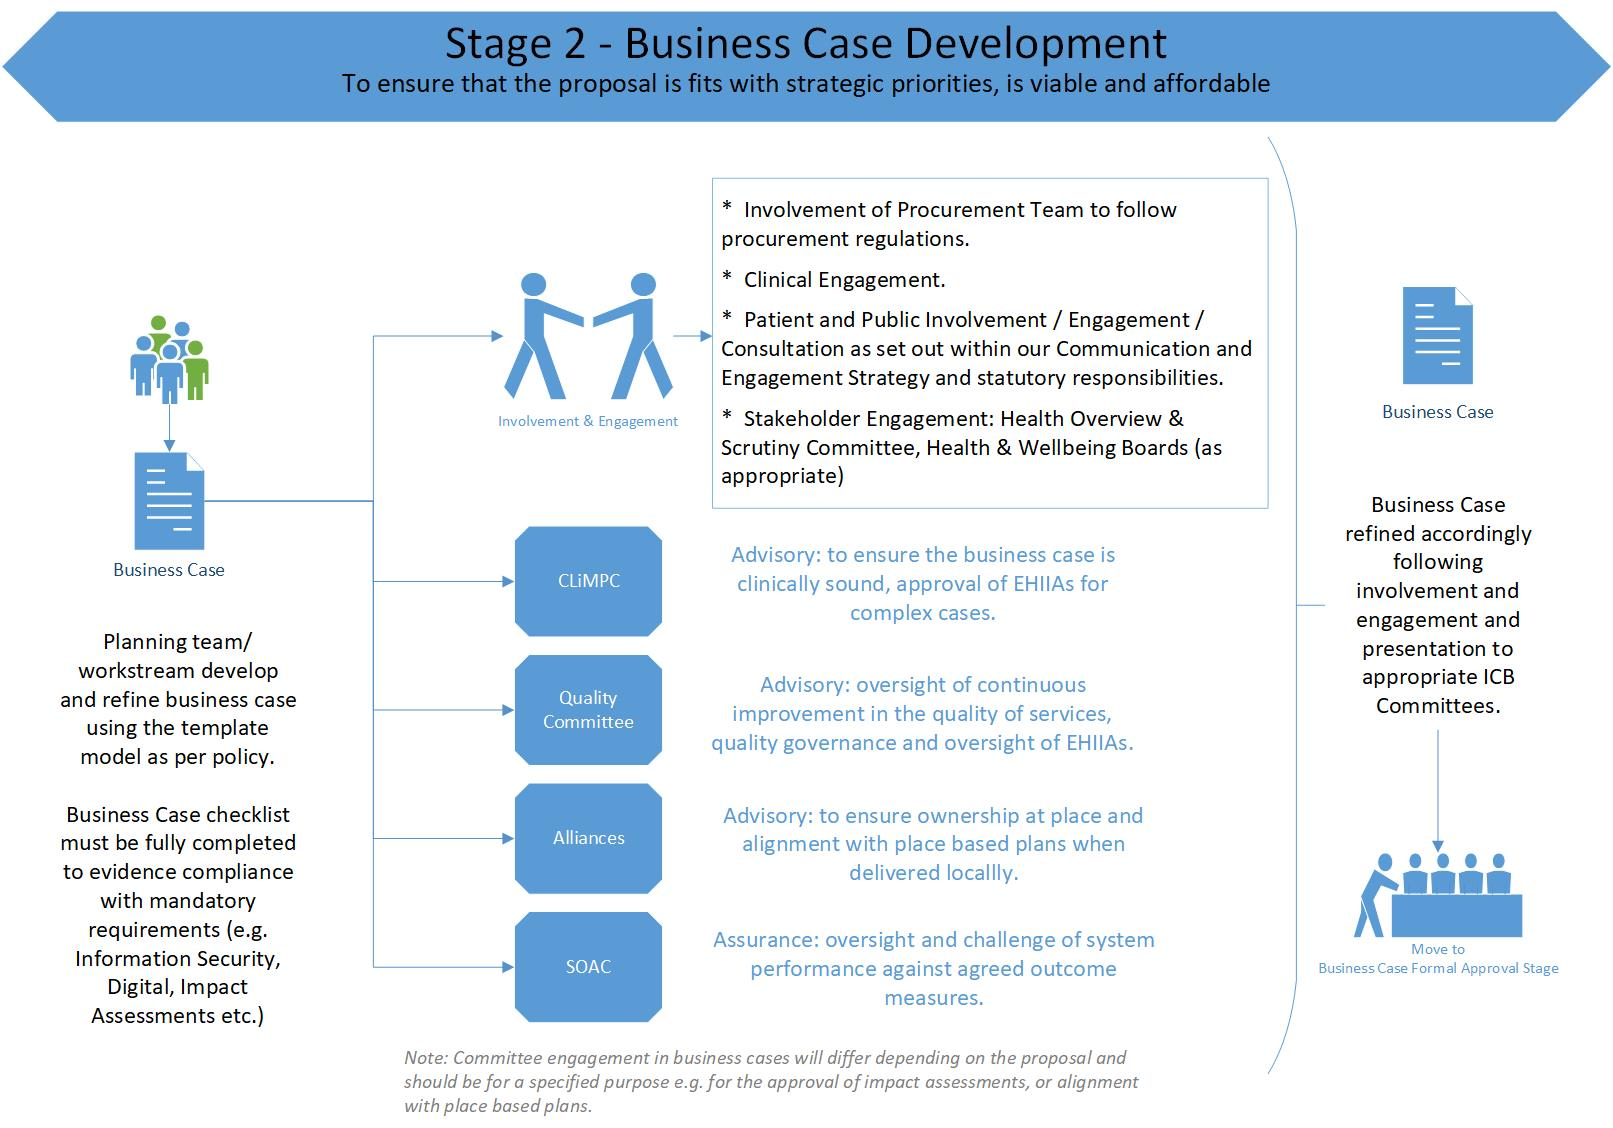 Stage 2 - Business Case Development
To ensure that the proposal is fits with strategic priorities, is viable and affordable
Business Case
Planning team/
workstream develop
and refine business case
using the template
model as per policy.
Business Case checklist
must be fully completed
to evidence compliance
with mandatory
requirements (e.g.
Information Security,
Digital, Impact
Assessments etc.)
Involvement & Engagement
* Involvement of Procurement Team to follow
procurement regulations.
* Clinical Engagement.
* Patient and Public Involvement / Engagement /
Consultation as set out within our Communication and
Engagement Strategy and statutory responsibilities.
* Stakeholder Engagement: Health Overview &
Scrutiny Committee, Health & Wellbeing Boards (as
appropriate)
CLiMPC
Advisory: to ensure the business case is
clinically sound, approval of EHIIAs for
complex cases.
Quality
Committee
Advisory: oversight of continuous
improvement in the quality of services,
quality governance and oversight of EHIIAs.
Alliances
Advisory: to ensure ownership at place and
alignment with place based plans when
delivered locallly.
SOAC
Assurance: oversight and challenge of system
performance against agreed outcome
measures.
Note: Committee engagement in business cases will differ depending on the proposal and
should be for a specified purpose e.g. for the approval of impact assessments, or alignment
with place based plans.
Business Case
Business Case
refined accordingly
following
involvement and
engagement and
presentation to
appropriate ICB
Committees.
Move to
Business Case Formal Approval Stage